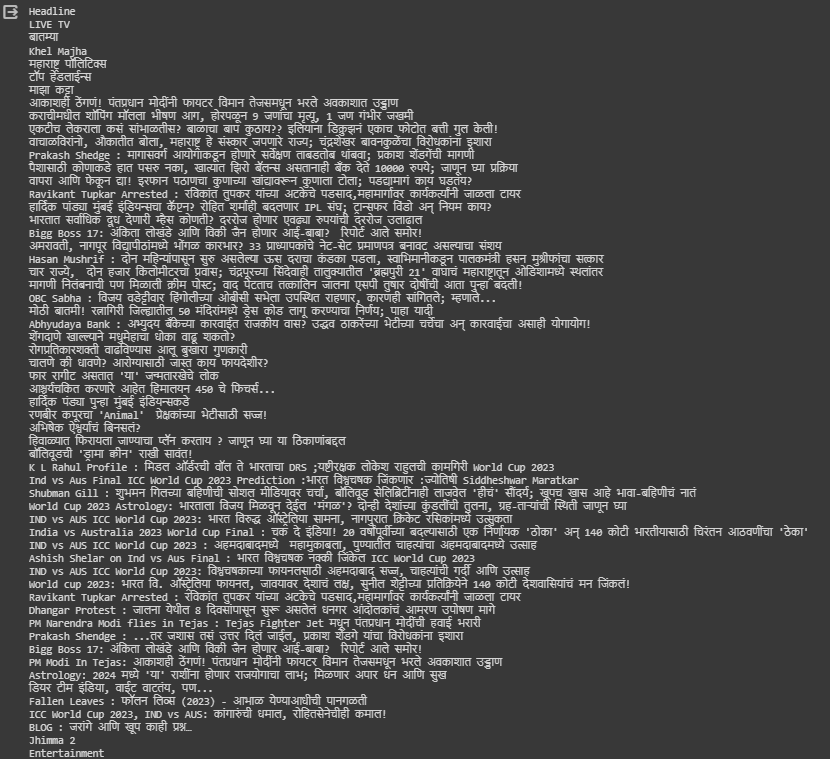 Headline
LIVE TV
बातम्या
Khel Majha
महाराष्ट्र पॉलिटिक्स
टॉप हेडलाईन्स
माझा कट्टा
आकाशही ठेंगणं! पंतप्रधान मोदींनी फायटर विमान तेजसमधून भरले अवकाशात उड्डाण
कराचीमधील शॉपिंग मॉलला भीषण आग, होरपळून 9 जणांचा मृत्यू, 1 जण गंभीर जखमी
एकटीच लेकराला कसं सांभाळतीस? बाळाचा बाप कुठाय?? इलियाना डिक्रुझनं एकाच फोटोत बत्ती गुल केली!
वाचाळविरांनो, औकातीत बोला, महाराष्ट्र हे संस्कार जपणारे राज्य; चंद्रशेखर बावनकुळेंचा विरोधकांना इशारा
Prakash Shedge : मागासवर्ग आयोगाकडून होणारे सर्वेक्षण ताबडतोब थांबवा; प्रकाश शेंडगेंची मागणी
पैशासाठी कोणाकडे हात पसरु नका, खात्यात झिरो बॅलन्स असतानाही बँक देते 10000 रुपये; जाणून घ्या प्रक्रिया
वापरा आणि फेकून द्या! इरफान पठाणचा कुणाच्या खांद्यावरून कुणाला टोला; पडद्यामागं काय घडतंय?
Ravikant Tupkar Arrested : रविकांत तुपकर यांच्या अटकेचे पडसाद,महामार्गावर कार्यकर्त्यांनी जाळला टायर
हार्दिक पांड्या मुंबई इंडियन्सचा कॅप्टन? रोहित शर्माही बदलणार IPL संघ; ट्रान्सफर विंडो अन् नियम काय?
भारतात सर्वाधिक दूध देणारी म्हैस कोणती? दररोज होणार एवढ्या रुपयांची दररोज उलाढाल
Bigg Boss 17: अंकिता लोखंडे आणि विकी जैन होणार आई-बाबा?  रिपोर्ट आले समोर!
अमरावती, नागपूर विद्यापीठांमध्ये भोंगळ कारभार? 33 प्राध्यापकांचे नेट-सेट प्रमाणपत्र बनावट असल्याचा संशय
Hasan Mushrif : दोन महिन्यांपासून सुरु असलेल्या ऊस दराचा कंडका पडला, स्वाभिमानीकडून पालकमंत्री हसन मुश्रीफांचा सत्कार
चार राज्ये,  दोन हजार किलोमीटरचा प्रवास; चंद्रपूरच्या सिंदेवाही तालुक्यातील 'ब्रह्मपुरी 21' वाघाचं महाराष्ट्रातून ओडिशामध्ये स्थलांतर
मागणी नितंबनाची पण मिळाली क्रीम पोस्ट; वाद पेटताच तत्कालिन जालना एसपी तुषार दोषींची आता पुन्हा बदली!
OBC Sabha : विजय वडेट्टीवार हिंगोलीच्या ओबीसी सभेला उपस्थित राहणार, कारणही सांगितले; म्हणाले...
मोठी बातमी! रत्नागिरी जिल्ह्यातील 50 मंदिरांमध्ये ड्रेस कोड लागू करण्याचा निर्णय; पाहा यादी
Abhyudaya Bank : अभ्युदय बँकेच्या कारवाईत राजकीय वास? उद्धव ठाकरेंच्या भेटीच्या चर्चेचा अन् कारवाईचा असाही योगायोग!
शेंगदाणे खाल्ल्याने मधुमेहाचा धोका वाढू शकतो?
रोगप्रतिकारशक्ती वाढविण्यास आलू बुखारा गुणकारी
चालणे की धावणे? आरोग्यासाठी जास्त काय फायदेशीर?
फार रागीट असतात 'या' जन्मतारखेचे लोक
आश्चर्यचकित करणारे आहेत हिमालयन 450 चे फिचर्स...
हार्दिक पंड्या पुन्हा मुंबई इंडियन्सकडे
रणबीर कपूरचा 'Animal'  प्रेक्षकांच्या भेटीसाठी सज्ज!
अभिषेक ऐश्वर्याचं बिनसलं?
हिवाळ्यात फिरायला जाण्याचा प्लॅन करताय ? जाणून घ्या या ठिकाणांबद्दल
बॉलिवूडची 'ड्रामा क्वीन' राखी सावंत!
K L Rahul Profile : मिडल ऑर्डरची वॉल ते भारताचा DRS ;यष्टीरक्षक लोकेश राहुलची कामगिरी World Cup 2023
Ind vs Aus Final ICC World Cup 2023 Prediction :भारत विश्वचषक जिंकणार :ज्योतिषी Siddheshwar Maratkar
Shubman Gill : शुभमन गिलच्या बहिणीची सोशल मीडियावर चर्चा, बॉलिवूड सेलिब्रिटींनाही लाजवेल 'हीचं' सौंदर्य; खूपच खास आहे भावा-बहिणीचं नातं
World Cup 2023 Astrology: भारताला विजय मिळवून देईल 'मंगळ'? दोन्ही देशांच्या कुंडलींची तुलना, ग्रह-ताऱ्यांची स्थिती जाणून घ्या
IND vs AUS ICC World Cup 2023: भारत विरुद्ध ऑस्ट्रेलिया सामना, नागपुरात क्रिकेट रसिकांमध्ये उत्सुकता
India vs Australia 2023 World Cup Final : चक दे इंडिया! 20 वर्षांपूर्वीच्या बदल्यासाठी एक निर्णायक 'ठोका' अन् 140 कोटी भारतीयासाठी चिरंतन आठवणींचा 'ठेका'
IND vs AUS ICC World Cup 2023 : अहमदाबादमध्ये  महामुकाबला, पुण्यातील चाहत्यांचा अहमदाबादमध्ये उत्साह
Ashish Shelar on Ind vs Aus Final : भारत विश्वचषक नक्की जिंकेल ICC World Cup 2023
IND vs AUS ICC World Cup 2023: विश्वचषकाच्या फायनलसाठी अहमदाबाद सज्ज, चाहत्यांची गर्दी आणि उत्साह
World cup 2023: भारत वि. ऑस्ट्रेलिया फायनल, जावयावर देशाचं लक्ष, सुनील शेट्टीच्या प्रतिक्रियेने 140 कोटी देशवासियांचं मन जिंकलं!
Ravikant Tupkar Arrested : रविकांत तुपकर यांच्या अटकेचे पडसाद,महामार्गावर कार्यकर्त्यांनी जाळला टायर
Dhangar Protest : जालना येथील 8 दिवसांपासून सुरू असलेलं धनगर आंदोलकांचं आमरण उपोषण मागे
PM Narendra Modi flies in Tejas : Tejas Fighter Jet मधून पंतप्रधान मोदींची हवाई भरारी
Prakash Shendge : ...तर जशास तसं उत्तर दिलं जाईल, प्रकाश शेंडगे यांचा विरोधकांना इशारा
Bigg Boss 17: अंकिता लोखंडे आणि विकी जैन होणार आई-बाबा?  रिपोर्ट आले समोर!
PM Modi In Tejas: आकाशही ठेंगणं! पंतप्रधान मोदींनी फायटर विमान तेजसमधून भरले अवकाशात उड्डाण
Astrology: 2024 मध्ये 'या' राशींना होणार राजयोगाचा लाभ; मिळणार अपार धन आणि सुख
डियर टीम इंडिया, वाईट वाटतंय, पण...
Fallen Leaves : फॉलन लिव्स (2023) - आभाळ येण्याआधीची पानगळती
ICC World Cup 2023, IND vs AUS: कांगारुंची धमाल, रोहितसेनेचीही कमाल!
BLOG : जरांगे आणि खूप काही प्रश्न…
Jhimma 2
Entertainment